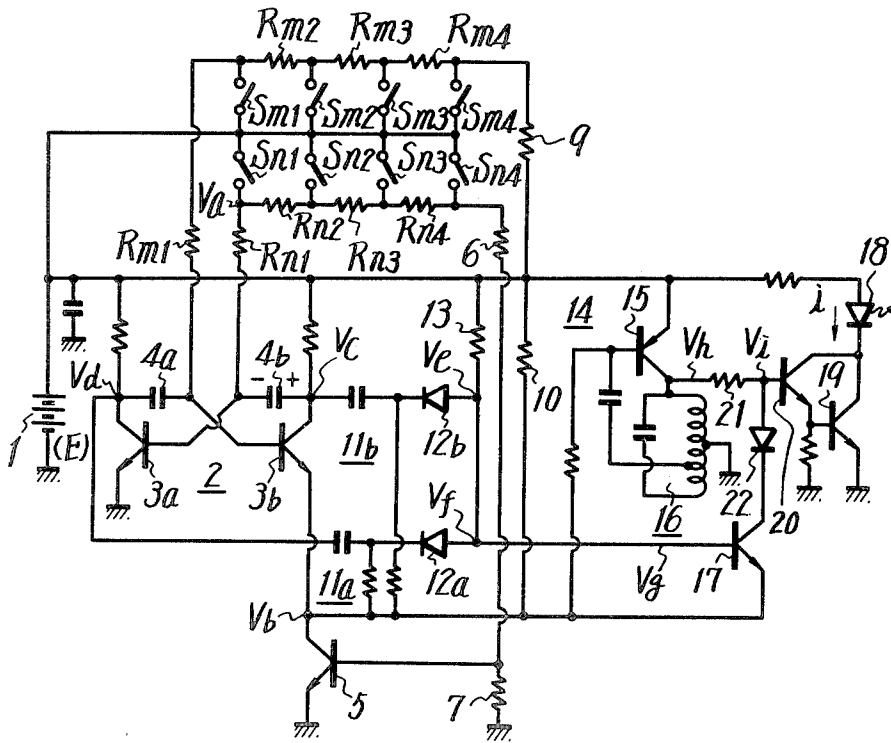 Rm2 Rm3 Rm4
Sm1 Sm2 Sm3 Sm4
9
Sn1 Sn2 Sn3 Sn4
Va
Rn2 Rn3 Rn4
Rm1 Rn1 6
18
14 15 i
13
Vd 4a 4b Vc Ve Vh Vi
- +
10 19
1 (E) 12b 21
3a 2 3b 11b
16 22 20
Vf
11a 12a Vg 17
Vb
5 7